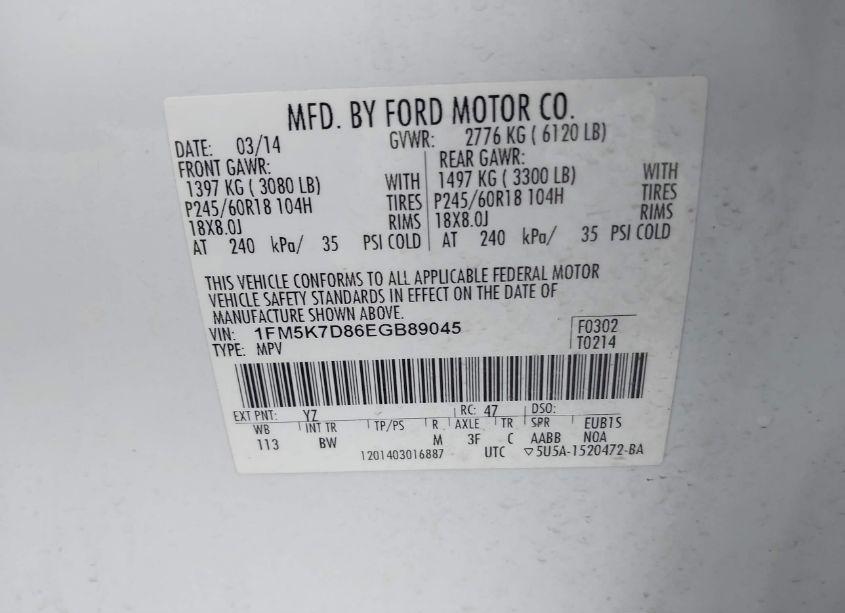 MFD. BY FORD MOTOR CO.
DATE: 03/14 GVWR: 2776 KG ( 6120 LB)
FRONT GAWR: REAR GAWR:
1397 KG ( 3080 LB) WITH 1497 KG ( 3300 LB) WITH
P245/60R18 104H TIRES P245/60R18 104H TIRES
18X8.0J RIMS 18X8.0J RIMS
AT 240 kPa/ 35 PSI COLD AT 240 kPa/ 35 PSI COLD
THIS VEHICLE CONFORMS TO ALL APPLICABLE FEDERAL MOTOR
VEHICLE SAFETY STANDARDS IN EFFECT ON THE DATE OF
MANUFACTURE SHOWN ABOVE.
VIN: 1FM5K7D86EGB89045 F0302
TYPE: MPV T0214
EXT PNT: YZ RC: 47 DSO:
WB INT TR TP/PS R AXLE TR SPR EUB1S
113 BW M 3F C AABB NOA
1201403016887 UTC ▽5U5A-1520472-BA